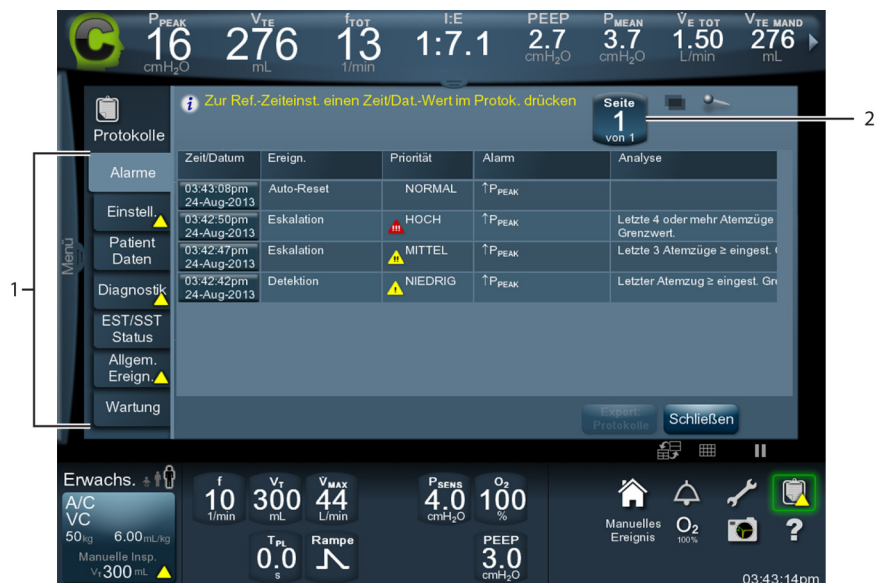 PPEAK VTE fTOT I:E PEEP PMEAN V̇E TOT VTE MAND
16 276 13 1:7.1 2.7 3.7 1.50 276
cmH2O mL 1/min cmH2O cmH2O L/min mL
i Zur Ref.-Zeiteinst. einen Zeit/Dat.-Wert im Protok. drücken
Seite
1
von 1
2
Protokolle
Menü
1
Alarme
Einstell.
Patient
Daten
Diagnostik
EST/SST
Status
Allgem.
Ereign.
Wartung
Zeit/Datum Ereign. Priorität Alarm Analyse
03:43:08pm Auto-Reset NORMAL ↑PPEAK
24-Aug-2013
03:42:50pm Eskalation !!! HOCH ↑PPEAK Letzte 4 oder mehr Atemzüge
24-Aug-2013 Grenzwert.
03:42:47pm Eskalation !! MITTEL ↑PPEAK Letzte 3 Atemzüge ≥ eingest.
24-Aug-2013
03:42:42pm Detektion ! NIEDRIG ↑PPEAK Letzter Atemzug ≥ eingest. Gre
24-Aug-2013
Export:
Protokolle
Schließen
Erwachs.
A/C
VC
50 kg 6.00 mL/kg
Manuelle Insp.
VT 300 mL
f VT V̇MAX PSENS O2
10 300 44 4.0 100
1/min mL L/min cmH2O %
TPL Rampe PEEP
0.0 3.0
s cmH2O
Manuelles
Ereignis
O2
100%
?
03:43:14pm